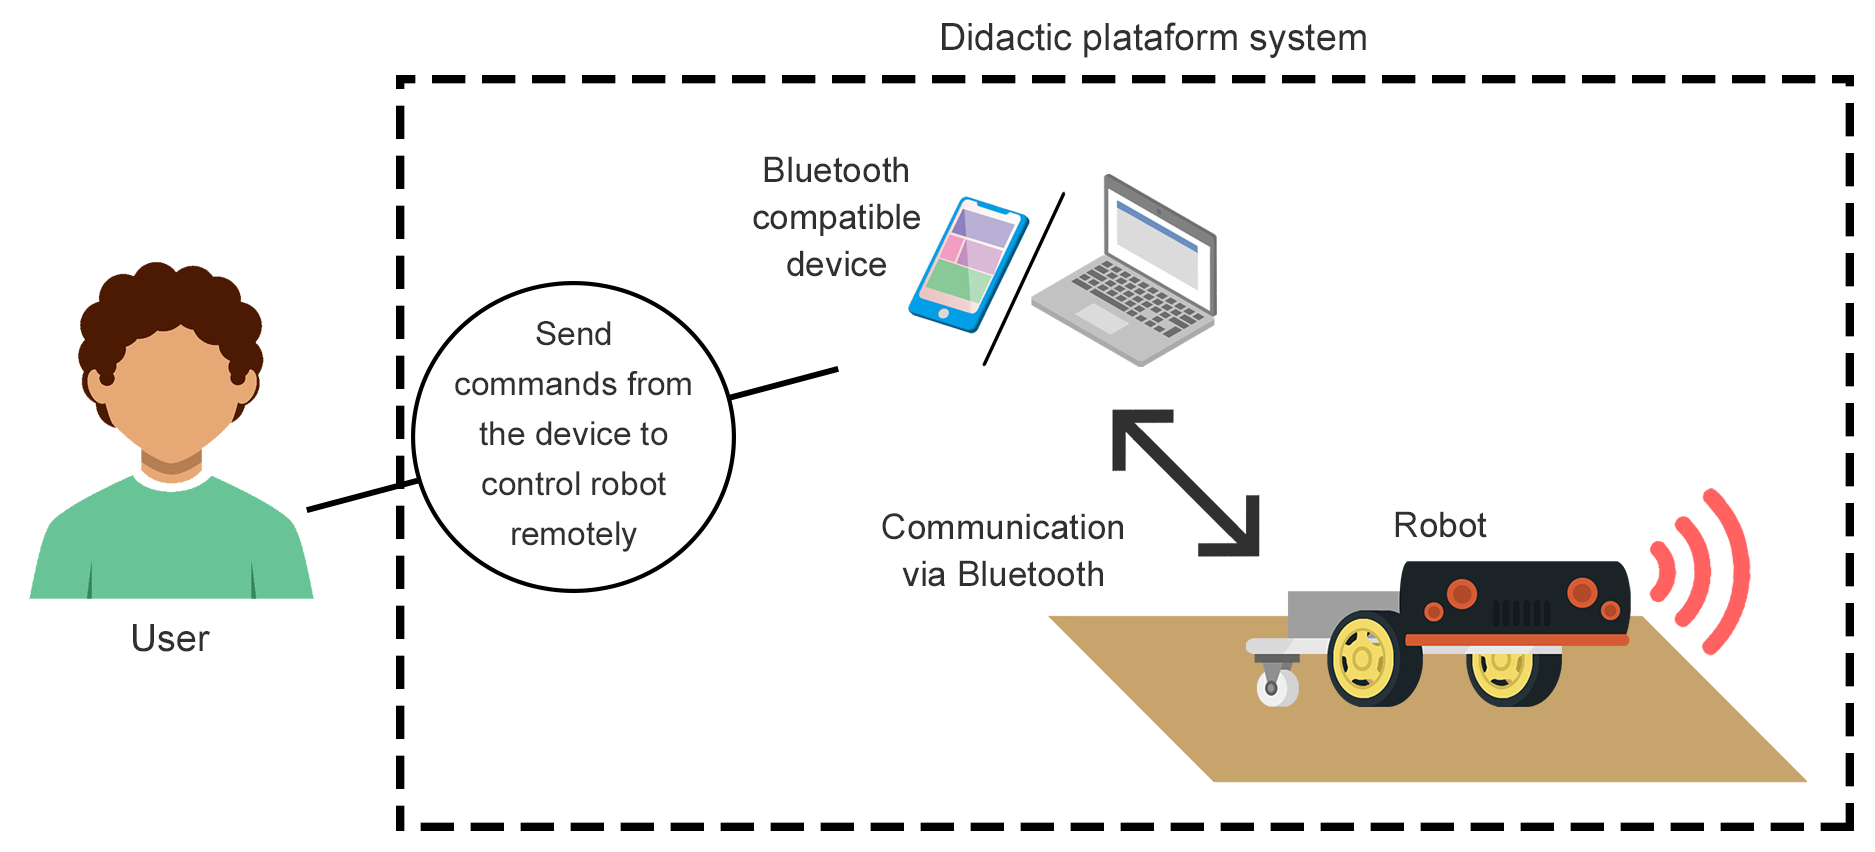 Didactic plataform system
Bluetooth
compatible
device
Send
commands from
the device to
control robot
remotely
Communication
via Bluetooth
Robot
User